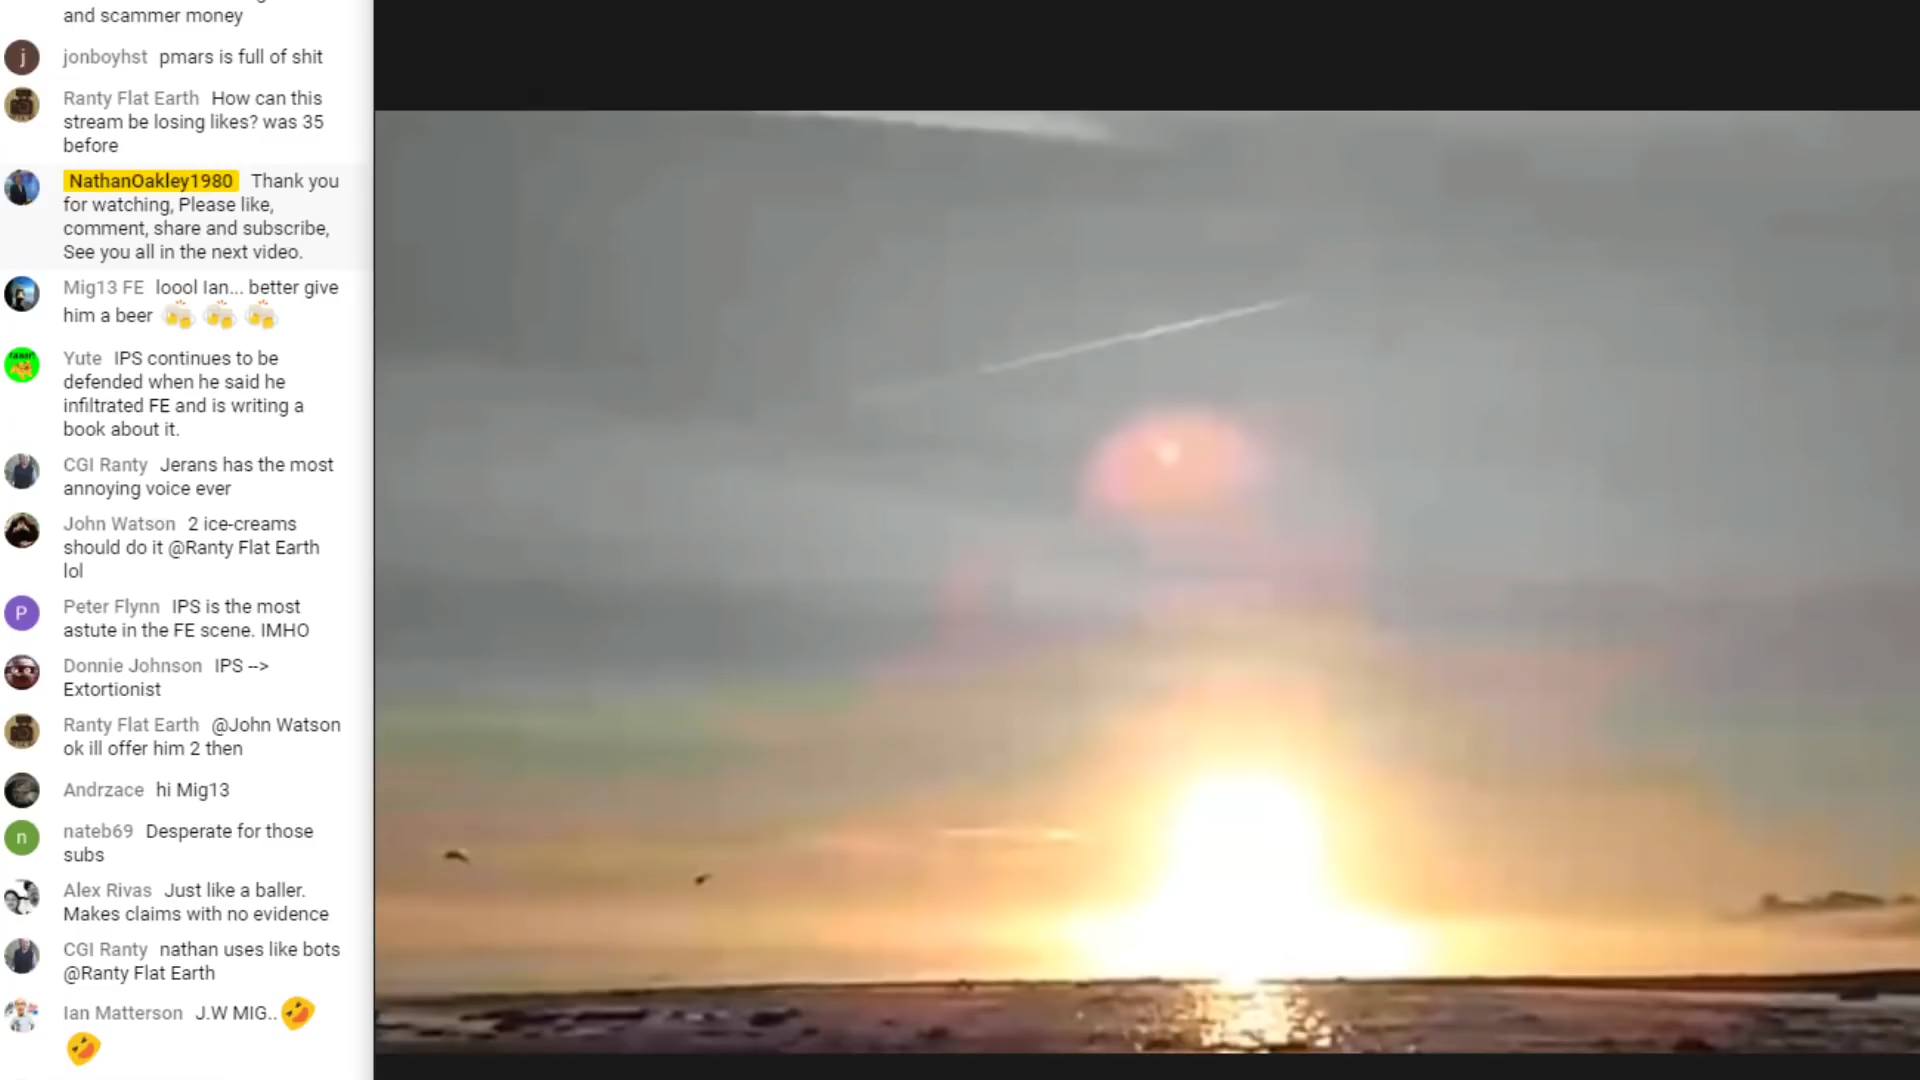 and scammer money
j jonboyhst pmars is full of shit
Ranty Flat Earth How can this
stream be losing likes? was 35
before
NathanOakley1980 Thank you
for watching, Please like,
comment, share and subscribe,
See you all in the next video.
Mig13 FE loool Ian... better give
him a beer
Yute IPS continues to be
defended when he said he
infiltrated FE and is writing a
book about it.
CGI Ranty Jerans has the most
annoying voice ever
John Watson 2 ice-creams
should do it @Ranty Flat Earth
lol
P Peter Flynn IPS is the most
astute in the FE scene. IMHO
Donnie Johnson IPS -->
Extortionist
Ranty Flat Earth @John Watson
ok ill offer him 2 then
Andrzace hi Mig13
n nateb69 Desperate for those
subs
Alex Rivas Just like a baller.
Makes claims with no evidence
CGI Ranty nathan uses like bots
@Ranty Flat Earth
Ian Matterson J.W MIG..